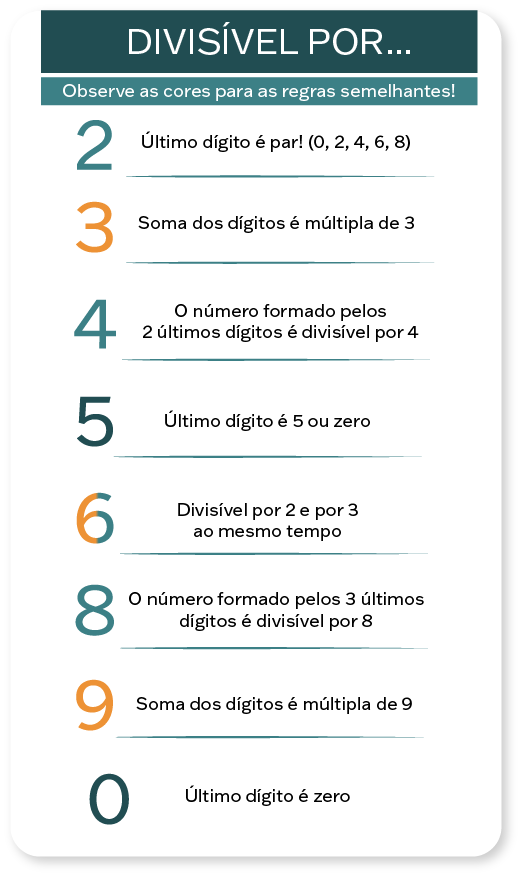 DIVISÍVEL POR...
Observe as cores para as regras semelhantes!
2 Último dígito é par! (0, 2, 4, 6, 8)
3 Soma dos dígitos é múltipla de 3
4 O número formado pelos
2 últimos dígitos é divisível por 4
5 Último dígito é 5 ou zero
6 Divisível por 2 e por 3
ao mesmo tempo
8 O número formado pelos 3 últimos
dígitos é divisível por 8
9 Soma dos dígitos é múltipla de 9
0 Último dígito é zero